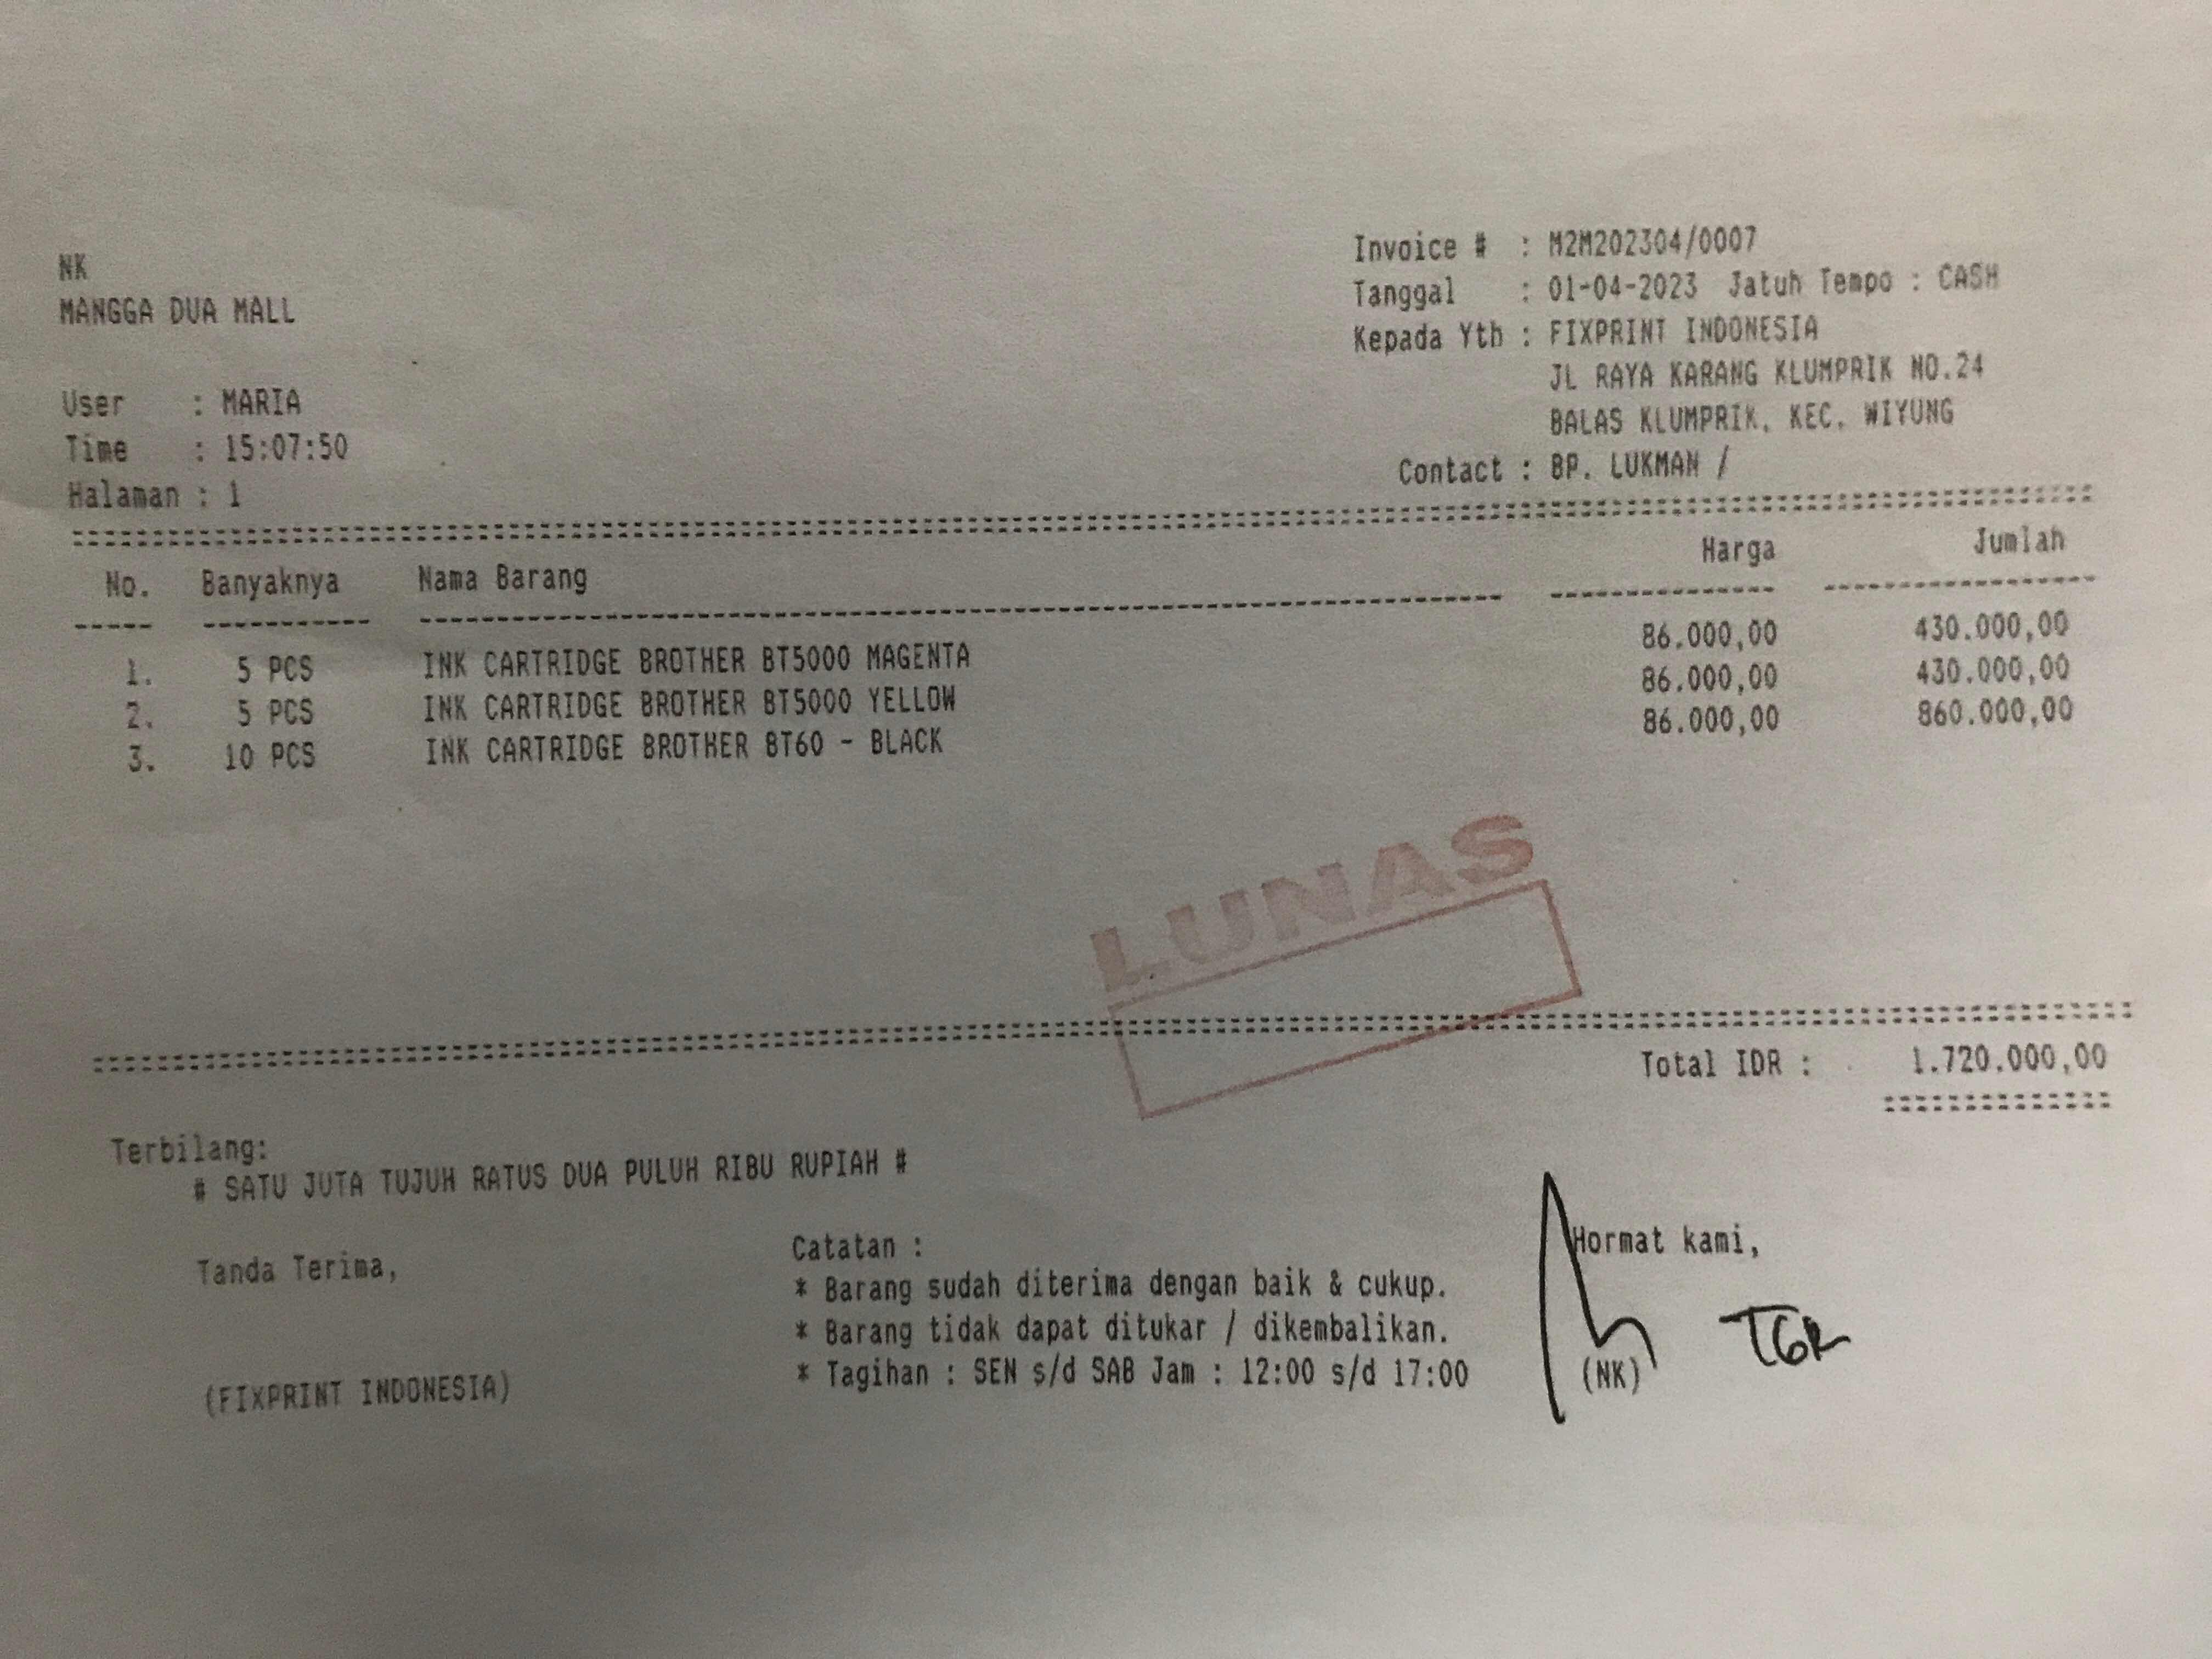 NK
MANGGA DUA MALL
User : MARIA
Time : 15:07:50
Halaman : 1
Invoice # : M2M202304/0007
Tanggal : 01-04-2023 Jatuh Tempo : CASH
Kepada Yth : FIXPRINT INDONESIA
JL RAYA KARANG KLUMPRIK NO.24
BALAS KLUMPRIK, KEC. WIYUNG
Contact : BP. LUKMAN /
No. Banyaknya Nama Barang Harga Jumlah
1. 5 PCS INK CARTRIDGE BROTHER BT5000 MAGENTA 86.000,00 430.000,00
2. 5 PCS INK CARTRIDGE BROTHER BT5000 YELLOW 86.000,00 430.000,00
3. 10 PCS INK CARTRIDGE BROTHER BT60 - BLACK 86.000,00 860.000,00
LUNAS
Total IDR : 1.720.000,00
Terbilang:
# SATU JUTA TUJUH RATUS DUA PULUH RIBU RUPIAH #
Tanda Terima,
(FIXPRINT INDONESIA)
Catatan :
* Barang sudah diterima dengan baik & cukup.
* Barang tidak dapat ditukar / dikembalikan.
* Tagihan : SEN s/d SAB Jam : 12:00 s/d 17:00
Hormat kami,
(NK)